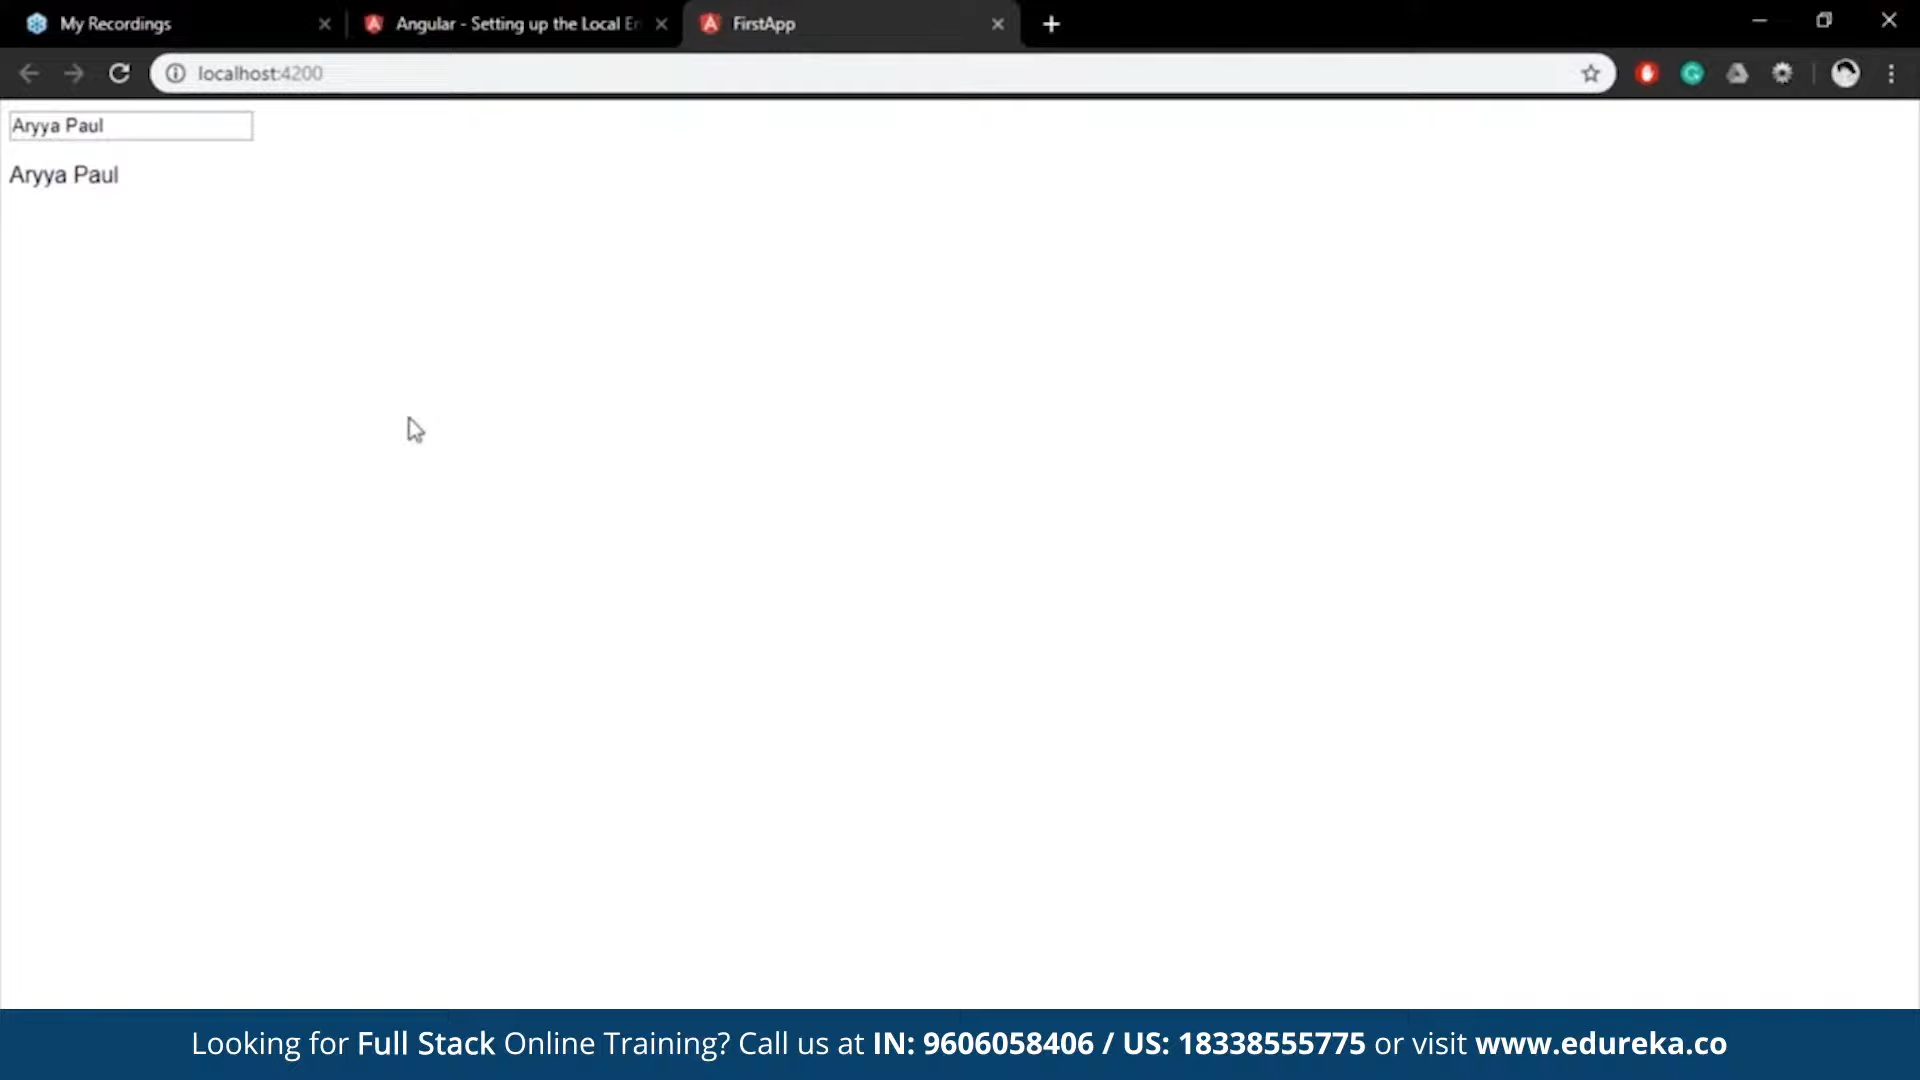 My Recordings
Angular - Setting up the Local En
FirstApp
localhost:4200
Aryya Paul
Aryya Paul
Looking for Full Stack Online Training? Call us at IN: 9606058406 / US: 18338555775 or visit www.edureka.co